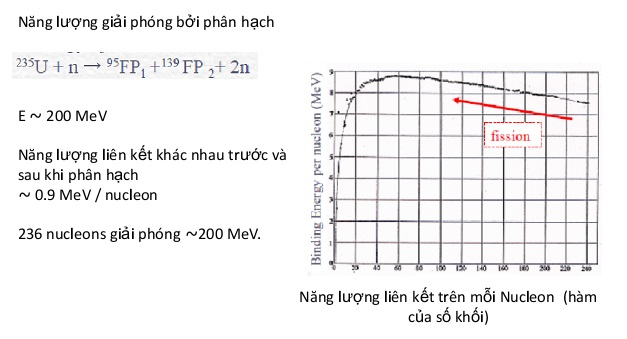 Năng lượng giải phóng bởi phân hạch
²³⁵U + n → ⁹⁵FP₁ + ¹³⁹FP ₂ + 2n
E ~ 200 MeV
Năng lượng liên kết khác nhau trước và
sau khi phân hạch
~ 0.9 MeV / nucleon
236 nucleons giải phóng ~200 MeV.
Binding Energy per nucleon (MeV)
9
8
7
6
5
4
3
2
1
0
fission
0 20 40 60 80 100 120 140 160 180 200 220 240
Năng lượng liên kết trên mỗi Nucleon (hàm
của số khối)